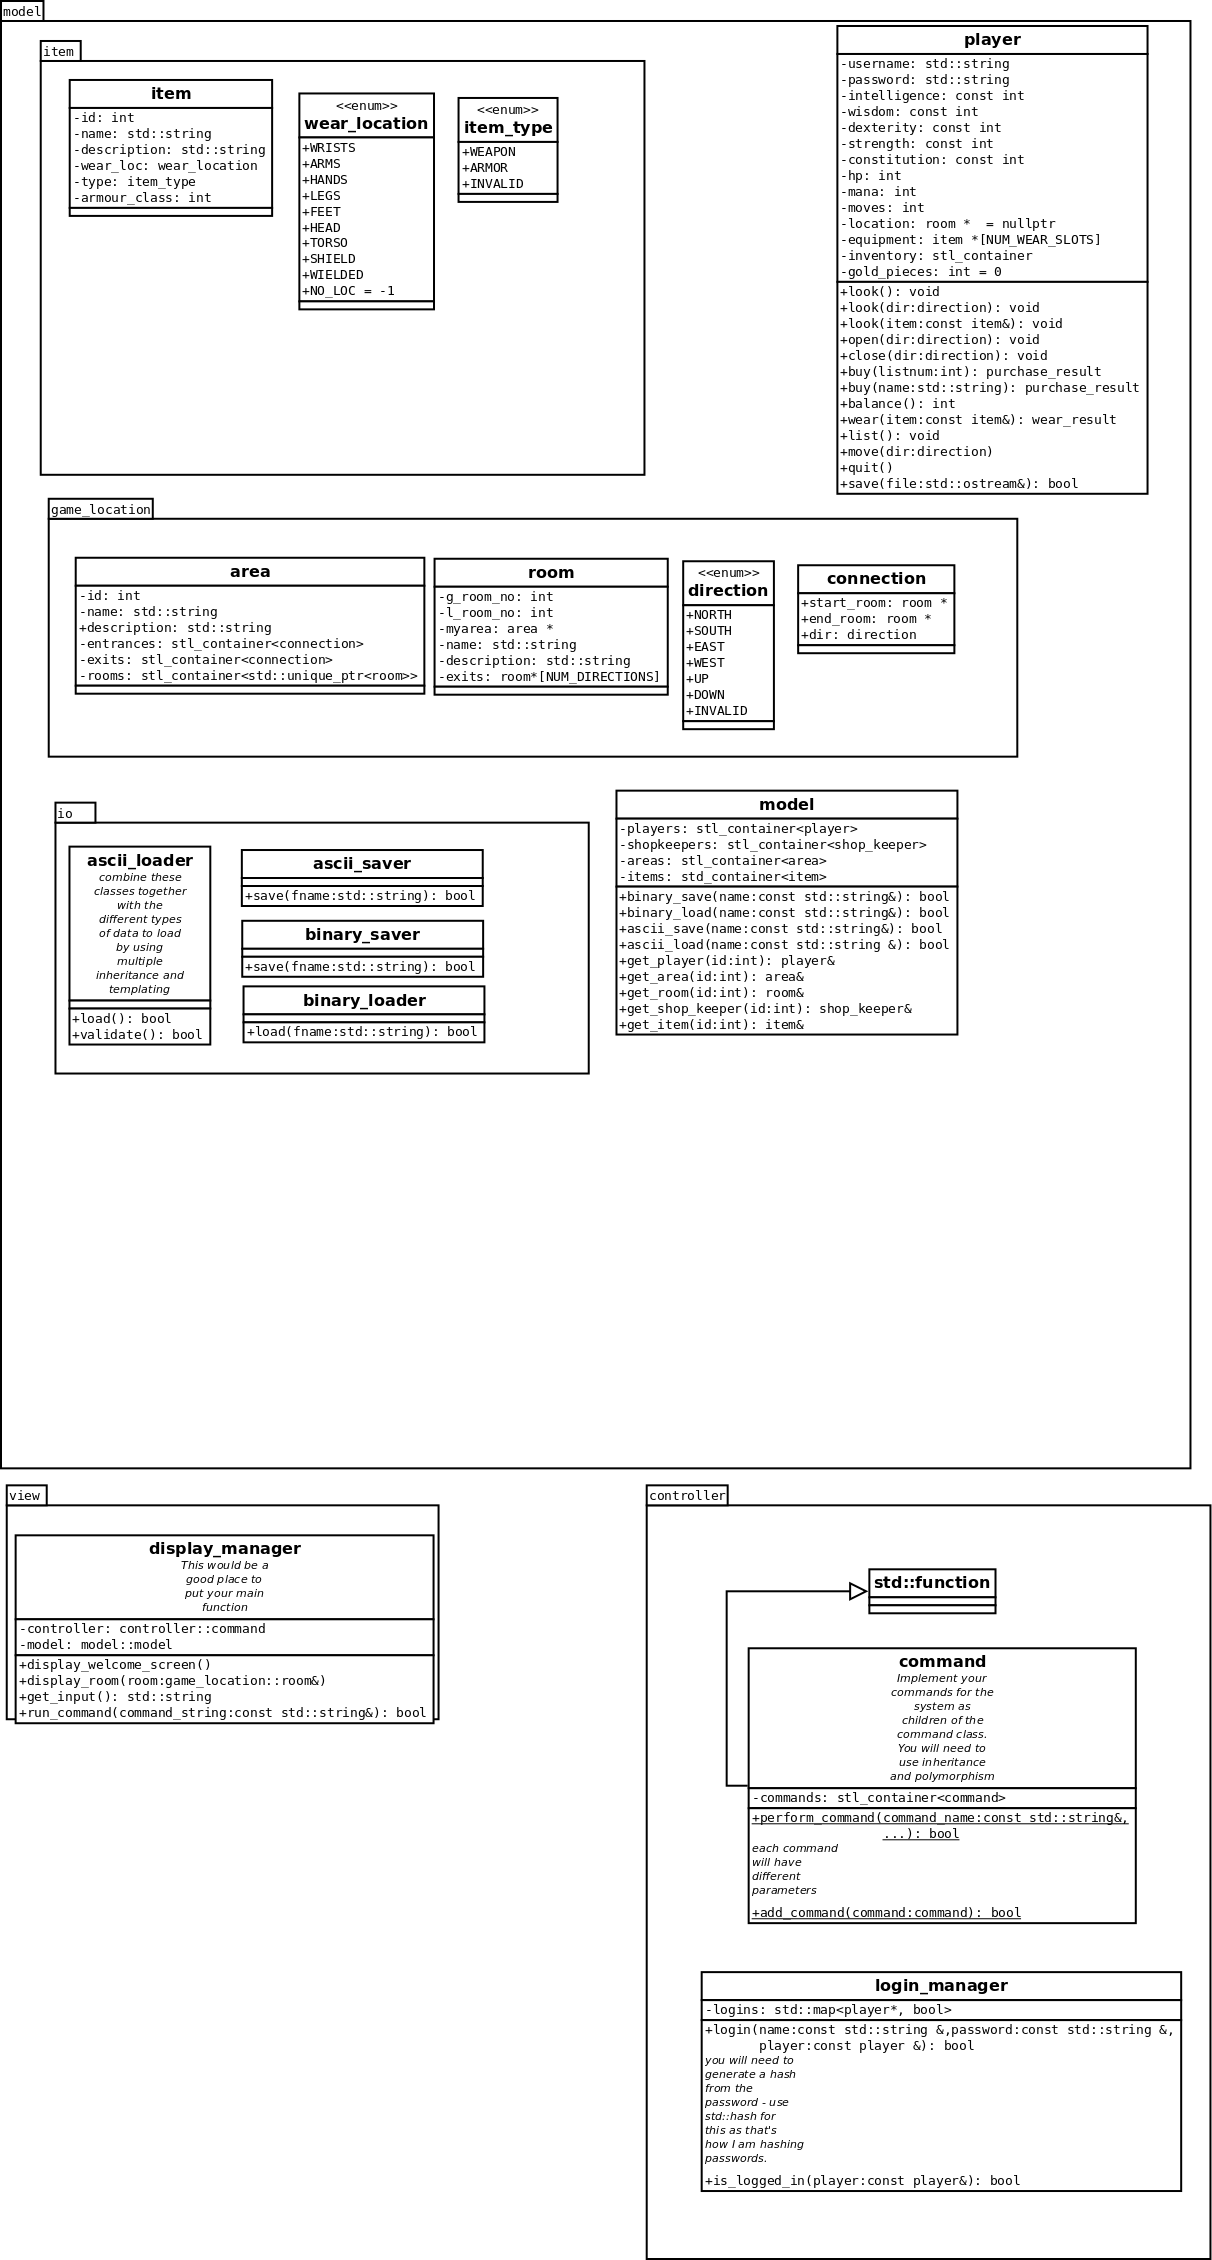 model
item
item
-id: int
-name: std::string
-description: std::string
-wear_loc: wear_location
-type: item_type
-armour_class: int
<<enum>>
wear_location
+WRISTS
+ARMS
+HANDS
+LEGS
+FEET
+HEAD
+TORSO
+SHIELD
+WIELDED
+NO_LOC = -1
<<enum>>
item_type
+WEAPON
+ARMOR
+INVALID
player
-username: std::string
-password: std::string
-intelligence: const int
-wisdom: const int
-dexterity: const int
-strength: const int
-constitution: const int
-hp: int
-mana: int
-moves: int
-location: room *  = nullptr
-equipment: item *[NUM_WEAR_SLOTS]
-inventory: stl_container
-gold_pieces: int = 0
+look(): void
+look(dir:direction): void
+look(item:const item&): void
+open(dir:direction): void
+close(dir:direction): void
+buy(listnum:int): purchase_result
+buy(name:std::string): purchase_result
+balance(): int
+wear(item:const item&): wear_result
+list(): void
+move(dir:direction)
+quit()
+save(file:std::ostream&): bool
game_location
area
-id: int
-name: std::string
+description: std::string
-entrances: stl_container<connection>
-exits: stl_container<connection>
-rooms: stl_container<std::unique_ptr<room>>
room
-g_room_no: int
-l_room_no: int
-myarea: area *
-name: std::string
-description: std::string
-exits: room*[NUM_DIRECTIONS]
<<enum>>
direction
+NORTH
+SOUTH
+EAST
+WEST
+UP
+DOWN
+INVALID
connection
+start_room: room *
+end_room: room *
+dir: direction
io
ascii_loader
combine these
classes together
with the
different types
of data to load
by using
multiple
inheritance and
templating
+load(): bool
+validate(): bool
ascii_saver
+save(fname:std::string): bool
binary_saver
+save(fname:std::string): bool
binary_loader
+load(fname:std::string): bool
model
-players: stl_container<player>
-shopkeepers: stl_container<shop_keeper>
-areas: stl_container<area>
-items: std_container<item>
+binary_save(name:const std::string&): bool
+binary_load(name:const std::string&): bool
+ascii_save(name:const std::string&): bool
+ascii_load(name:const std::string &): bool
+get_player(id:int): player&
+get_area(id:int): area&
+get_room(id:int): room&
+get_shop_keeper(id:int): shop_keeper&
+get_item(id:int): item&
view
display_manager
This would be a
good place to
put your main
function
-controller: controller::command
-model: model::model
+display_welcome_screen()
+display_room(room:game_location::room&)
+get_input(): std::string
+run_command(command_string:const std::string&): bool
controller
std::function
command
Implement your
commands for the
system as
children of the
command class.
You will need to
use inheritance
and polymorphism
-commands: stl_container<command>
+perform_command(command_name:const std::string&,
...): bool
each command
will have
different
parameters
+add_command(command:command): bool
login_manager
-logins: std::map<player*, bool>
+login(name:const std::string &,password:const std::string &,
player:const player &): bool
you will need to
generate a hash
from the
password - use
std::hash for
this as that's
how I am hashing
passwords.
+is_logged_in(player:const player&): bool